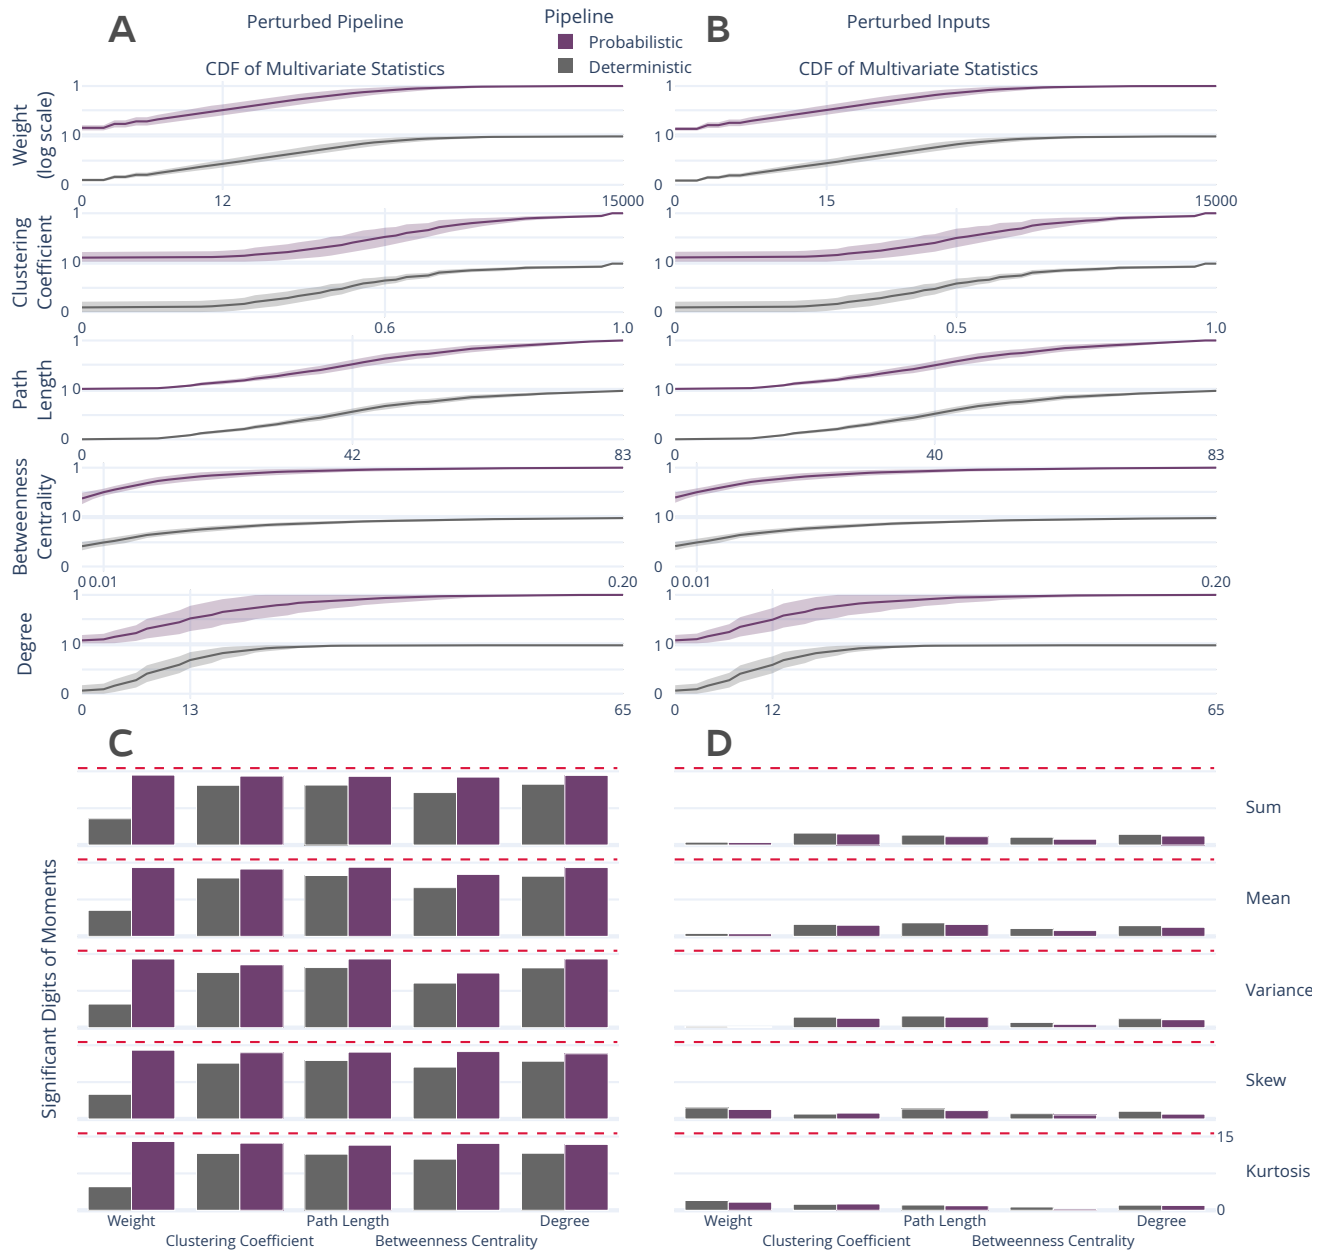 A
Perturbed Pipeline
Pipeline
Probabilistic
Deterministic
B
Perturbed Inputs
CDF of Multivariate Statistics
CDF of Multivariate Statistics
Weight
(log scale)
1
1 0
0
0 12 15000
1
1 0
0
0 15 15000
Clustering
Coefficient
1
1 0
0
0 0.6 1.0
1
1 0
0
0 0.5 1.0
Path
Length
1
1 0
0
0 42 83
1
1 0
0
0 40 83
Betweenness
Centrality
1
1 0
0
0 0.01 0.20
1
1 0
0
0 0.01 0.20
Degree
1
1 0
0
0 13 65
1
1 0
0
0 12 65
C
D
Significant Digits of Moments
Sum
Mean
Variance
Skew
15
Kurtosis
0
Weight Path Length Degree
Clustering Coefficient Betweenness Centrality
Weight Path Length Degree
Clustering Coefficient Betweenness Centrality